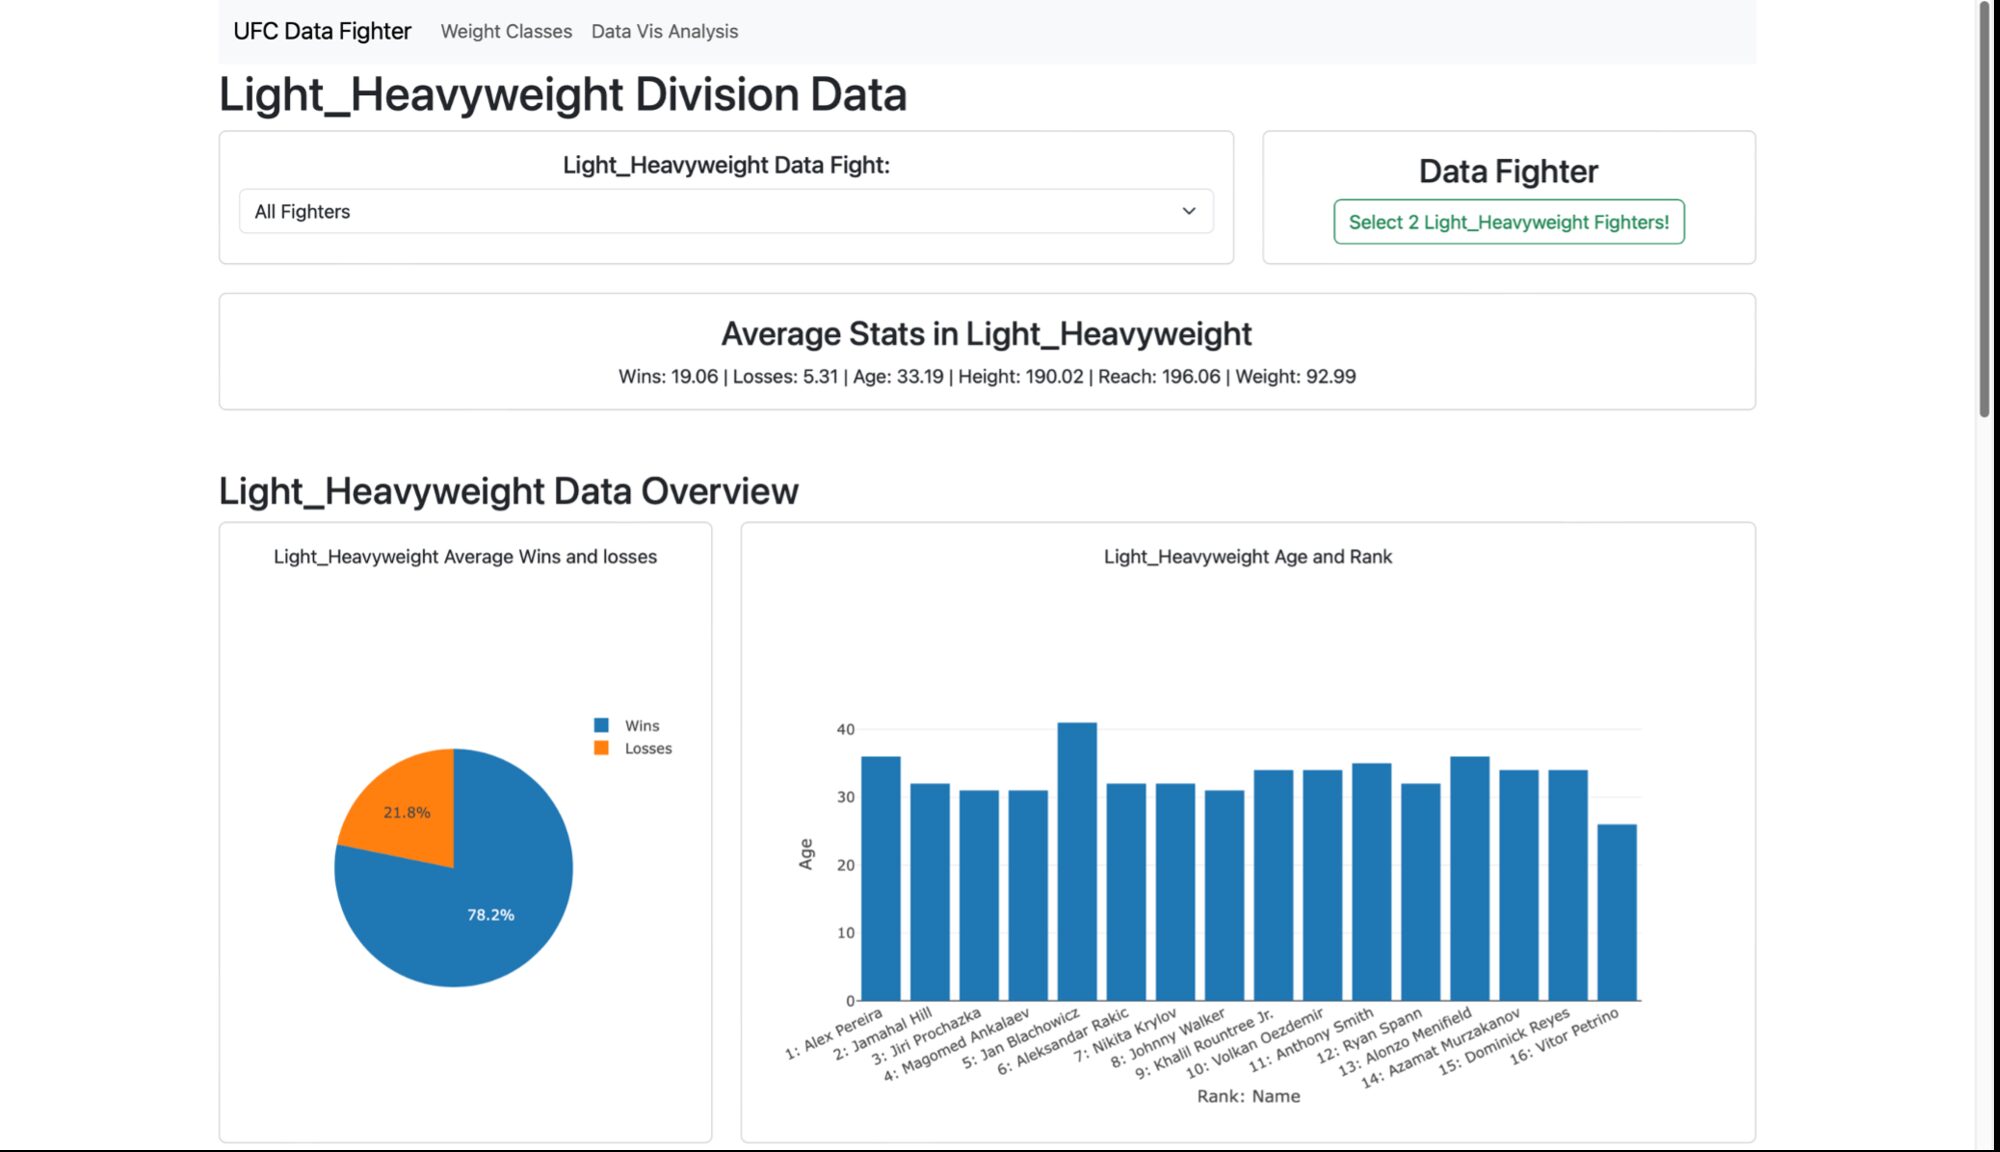 UFC Data Fighter Weight Classes Data Vis Analysis
Light_Heavyweight Division Data
Light_Heavyweight Data Fight:
All Fighters
Data Fighter
Select 2 Light_Heavyweight Fighters!
Average Stats in Light_Heavyweight
Wins: 19.06 | Losses: 5.31 | Age: 33.19 | Height: 190.02 | Reach: 196.06 | Weight: 92.99
Light_Heavyweight Data Overview
Light_Heavyweight Average Wins and losses
Wins
Losses
21.8%
78.2%
Light_Heavyweight Age and Rank
40
30
20
10
0
Age
1: Alex Pereira
2: Jamahal Hill
3: Jiri Prochazka
4: Magomed Ankalaev
5: Jan Blachowicz
6: Aleksandar Rakic
7: Nikita Krylov
8: Johnny Walker
9: Khalil Rountree Jr.
10: Volkan Oezdemir
11: Anthony Smith
12: Ryan Spann
13: Alonzo Menifield
14: Azamat Murzakanov
15: Dominick Reyes
16: Vitor Petrino
Rank: Name